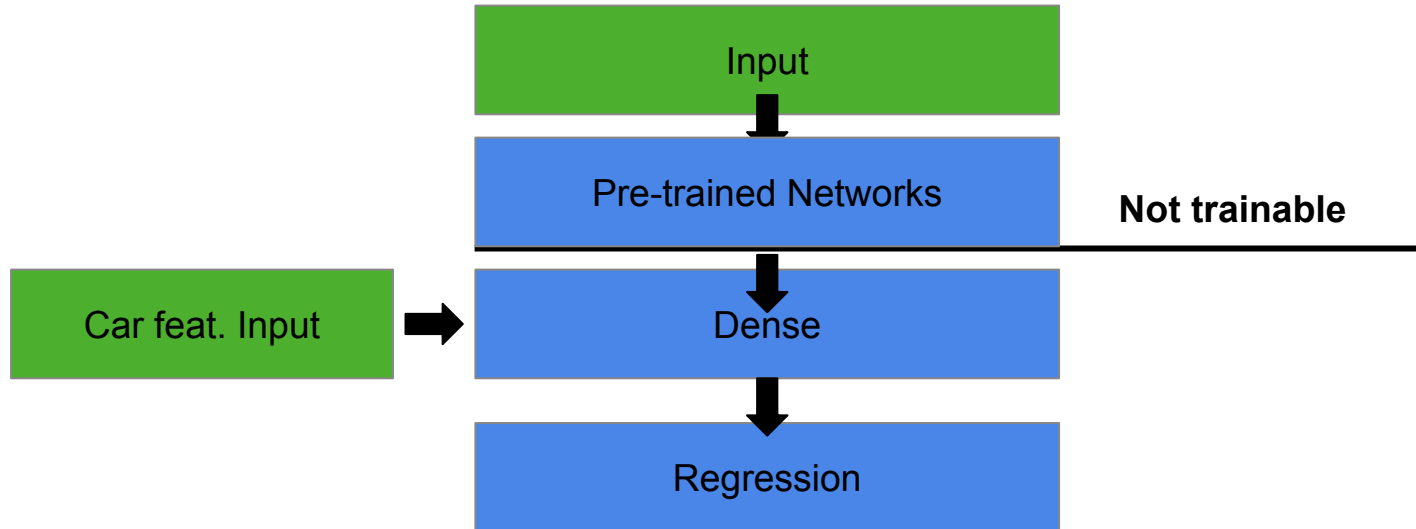 Input
Pre-trained Networks
Not trainable
Car feat. Input
Dense
Regression